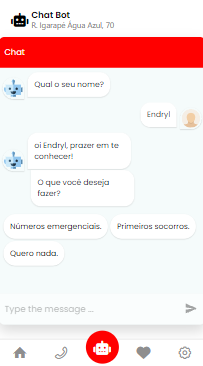 Chat Bot
R. Igarapé Água Azul, 70
Chat
Qual o seu nome?
Endryl
oi Endryl, prazer em te
conhecer!
O que você deseja
fazer?
Números emergenciais.
Primeiros socorros.
Quero nada.
Type the message ...